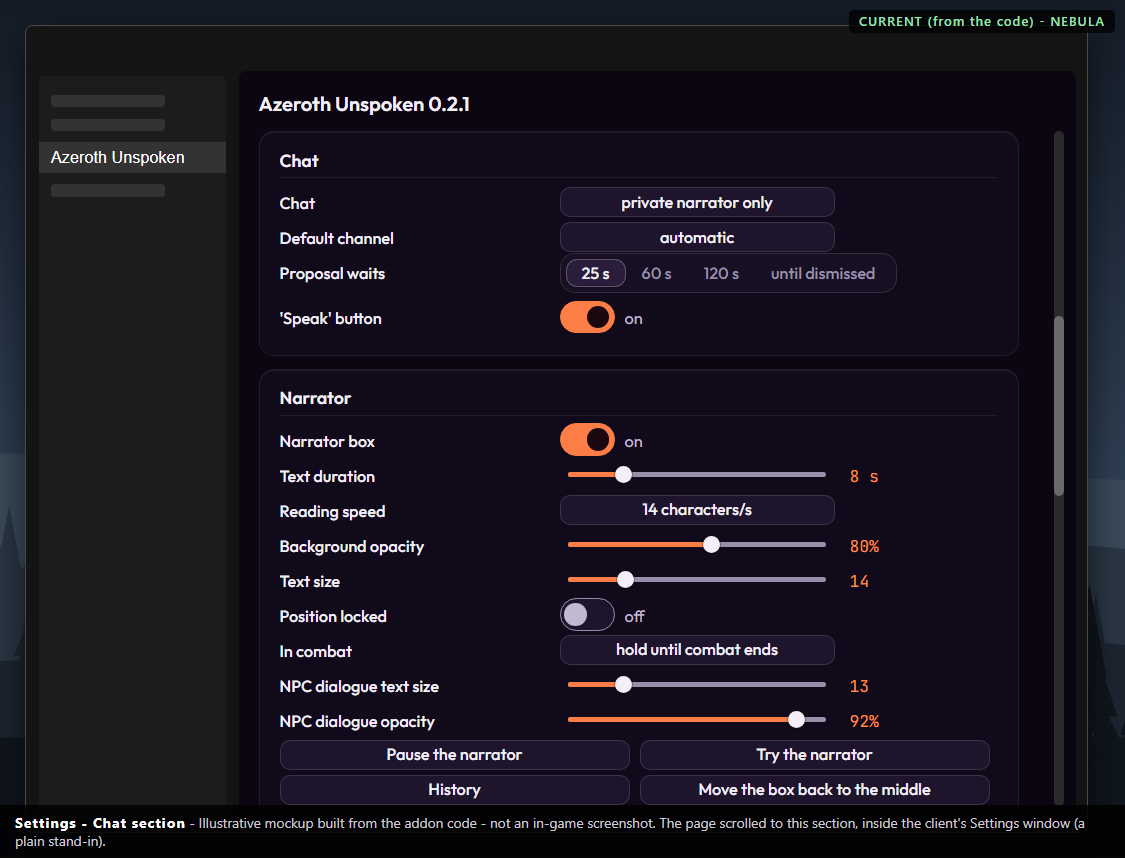 CURRENT (from the code) - NEBULA
Azeroth Unspoken
Azeroth Unspoken 0.2.1
Chat
Chat private narrator only
Default channel automatic
Proposal waits 25 s 60 s 120 s until dismissed
'Speak' button on
Narrator
Narrator box on
Text duration 8 s
Reading speed 14 characters/s
Background opacity 80%
Text size 14
Position locked off
In combat hold until combat ends
NPC dialogue text size 13
NPC dialogue opacity 92%
Pause the narrator Try the narrator
History Move the box back to the middle
Settings - Chat section - Illustrative mockup built from the addon code - not an in-game screenshot. The page scrolled to this section, inside the client's Settings window (a
plain stand-in).